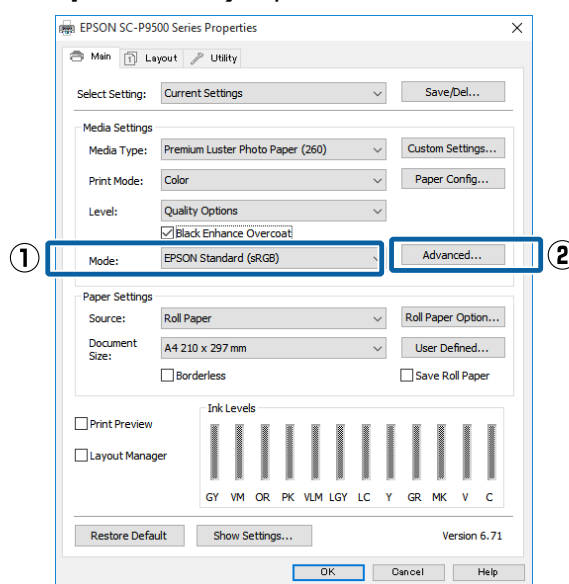 EPSON SC-P9500 Series Properties
Main Layout Utility
Select Setting: Current Settings Save/Del...
Media Settings
Media Type: Premium Luster Photo Paper (260) Custom Settings...
Print Mode: Color Paper Config...
Level: Quality Options
Black Enhance Overcoat
① Mode: EPSON Standard (sRGB) Advanced... ②
Paper Settings
Source: Roll Paper Roll Paper Option...
Document
Size: A4 210 x 297 mm User Defined...
Borderless Save Roll Paper
Ink Levels
Print Preview
Layout Manager
GY VM OR PK VLM LGY LC Y GR MK V C
Restore Default Show Settings... Version 6.71
OK Cancel Help